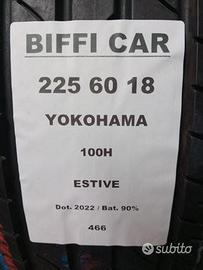 BIFFI CAR
225 60 18
YOKOHAMA
100H
ESTIVE
Dot. 2022 / Bat. 90%
466
subito